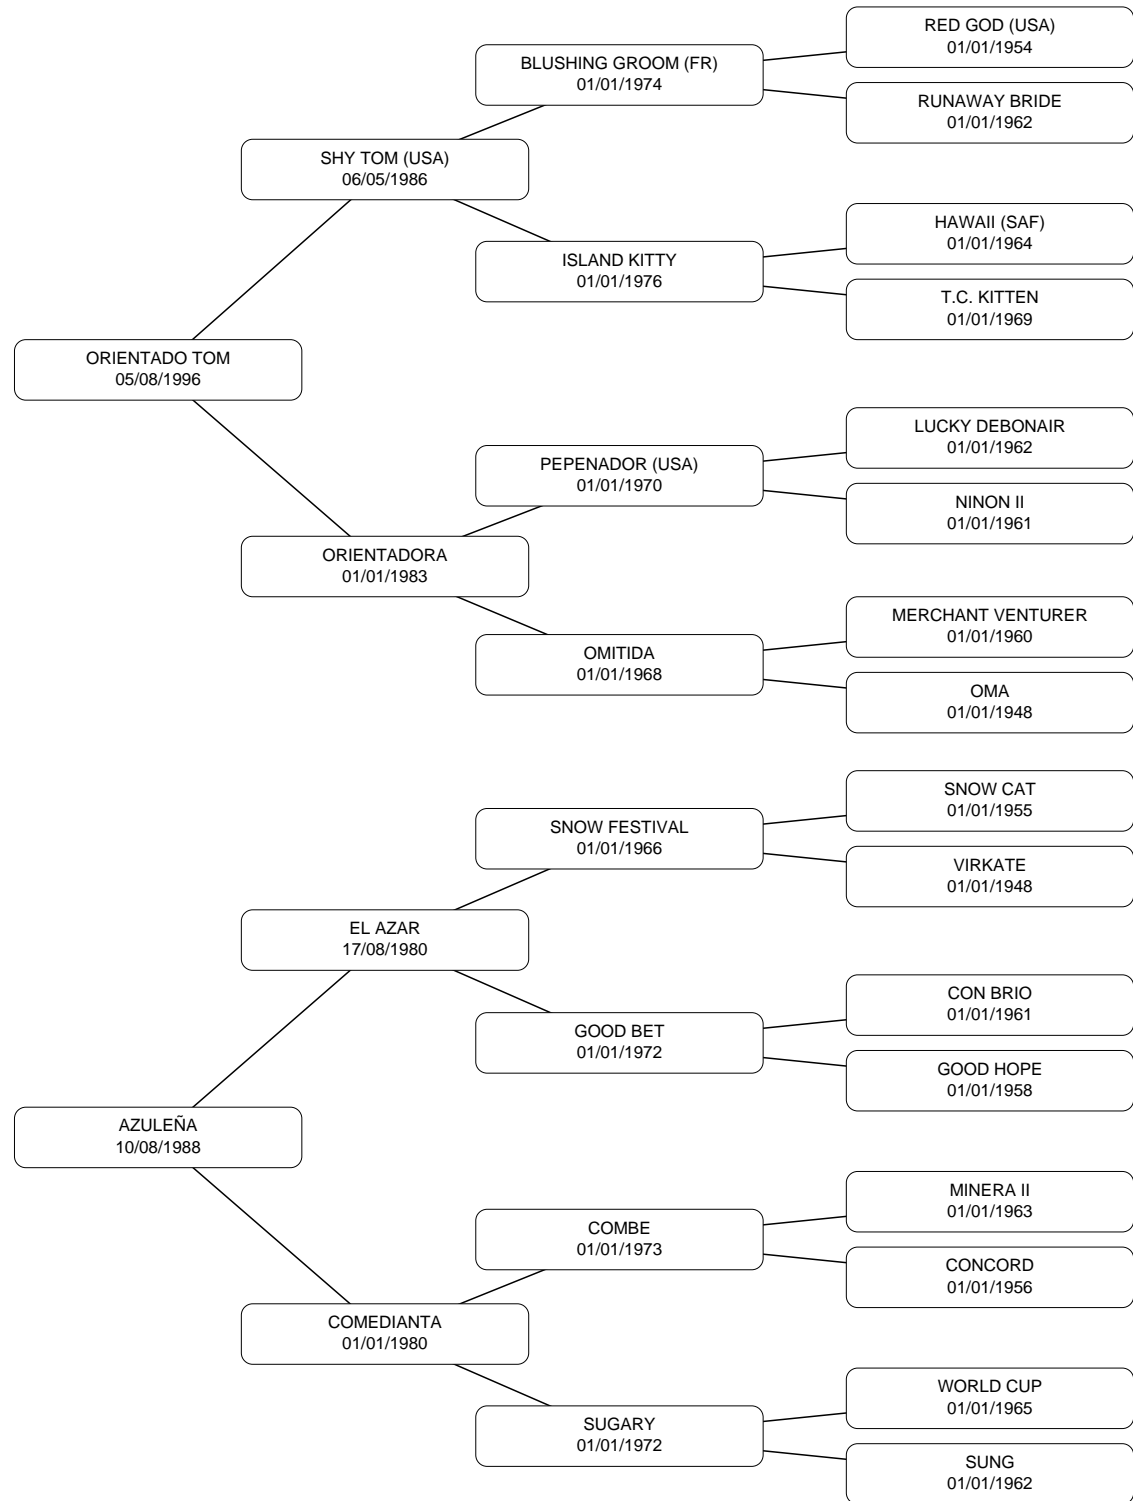 RED GOD (USA)
01/01/1954
BLUSHING GROOM (FR)
01/01/1974
RUNAWAY BRIDE
01/01/1962
SHY TOM (USA)
06/05/1986
HAWAII (SAF)
01/01/1964
ISLAND KITTY
01/01/1976
T.C. KITTEN
01/01/1969
ORIENTADO TOM
05/08/1996
LUCKY DEBONAIR
01/01/1962
PEPENADOR (USA)
01/01/1970
NINON II
01/01/1961
ORIENTADORA
01/01/1983
MERCHANT VENTURER
01/01/1960
OMITIDA
01/01/1968
OMA
01/01/1948
SNOW CAT
01/01/1955
SNOW FESTIVAL
01/01/1966
VIRKATE
01/01/1948
EL AZAR
17/08/1980
CON BRIO
01/01/1961
GOOD BET
01/01/1972
GOOD HOPE
01/01/1958
AZULEÑA
10/08/1988
MINERA II
01/01/1963
COMBE
01/01/1973
CONCORD
01/01/1956
COMEDIANTA
01/01/1980
WORLD CUP
01/01/1965
SUGARY
01/01/1972
SUNG
01/01/1962